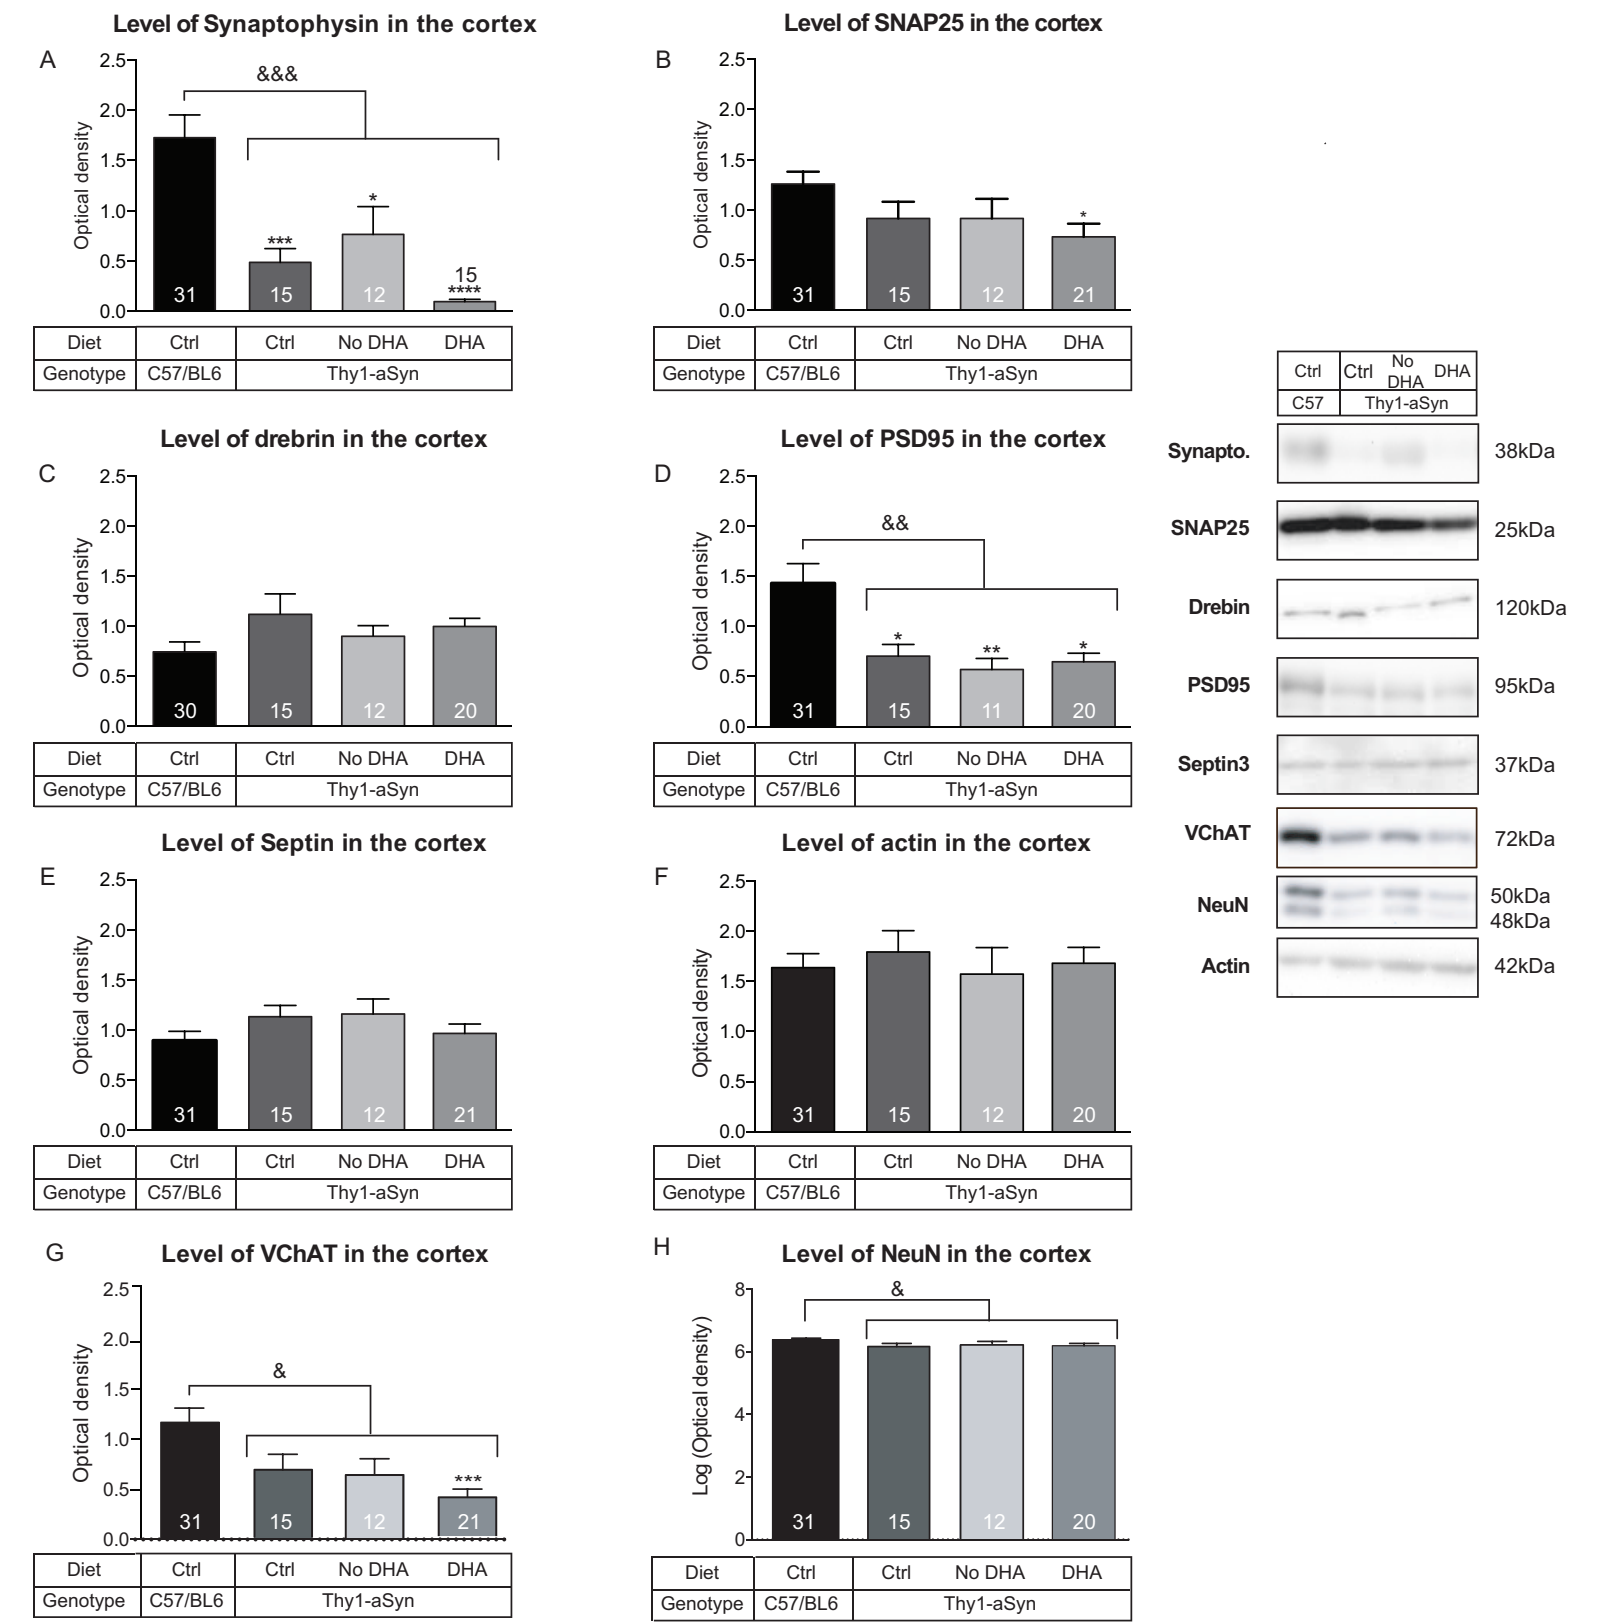 Level of Synaptophysin in the cortex
A
2.5
2.0
1.5
1.0
0.5
0.0
Optical density
&&&
***
*
15
****
31
15
12
Diet Ctrl Ctrl No DHA DHA
Genotype C57/BL6 Thy1-aSyn
Level of SNAP25 in the cortex
B
2.5
2.0
1.5
1.0
0.5
0.0
Optical density
*
31
15
12
21
Diet Ctrl Ctrl No DHA DHA
Genotype C57/BL6 Thy1-aSyn
Level of drebrin in the cortex
C
2.5
2.0
1.5
1.0
0.5
0.0
Optical density
30
15
12
20
Diet Ctrl Ctrl No DHA DHA
Genotype C57/BL6 Thy1-aSyn
Level of PSD95 in the cortex
D
2.5
2.0
1.5
1.0
0.5
0.0
Optical density
&&
*
**
*
31
15
11
20
Diet Ctrl Ctrl No DHA DHA
Genotype C57/BL6 Thy1-aSyn
Level of Septin in the cortex
E
2.5
2.0
1.5
1.0
0.5
0.0
Optical density
31
15
12
21
Diet Ctrl Ctrl No DHA DHA
Genotype C57/BL6 Thy1-aSyn
Level of actin in the cortex
F
2.5
2.0
1.5
1.0
0.5
0.0
Optical density
31
15
12
20
Diet Ctrl Ctrl No DHA DHA
Genotype C57/BL6 Thy1-aSyn
Level of VChAT in the cortex
G
2.5
2.0
1.5
1.0
0.5
0.0
Optical density
&
***
31
15
12
21
Diet Ctrl Ctrl No DHA DHA
Genotype C57/BL6 Thy1-aSyn
Level of NeuN in the cortex
H
8
6
4
2
0
Log (Optical density)
&
31
15
12
20
Diet Ctrl Ctrl No DHA DHA
Genotype C57/BL6 Thy1-aSyn
Ctrl Ctrl No DHA DHA
C57 Thy1-aSyn
Synapto. 38kDa
SNAP25 25kDa
Drebin 120kDa
PSD95 95kDa
Septin3 37kDa
VChAT 72kDa
NeuN 50kDa
48kDa
Actin 42kDa